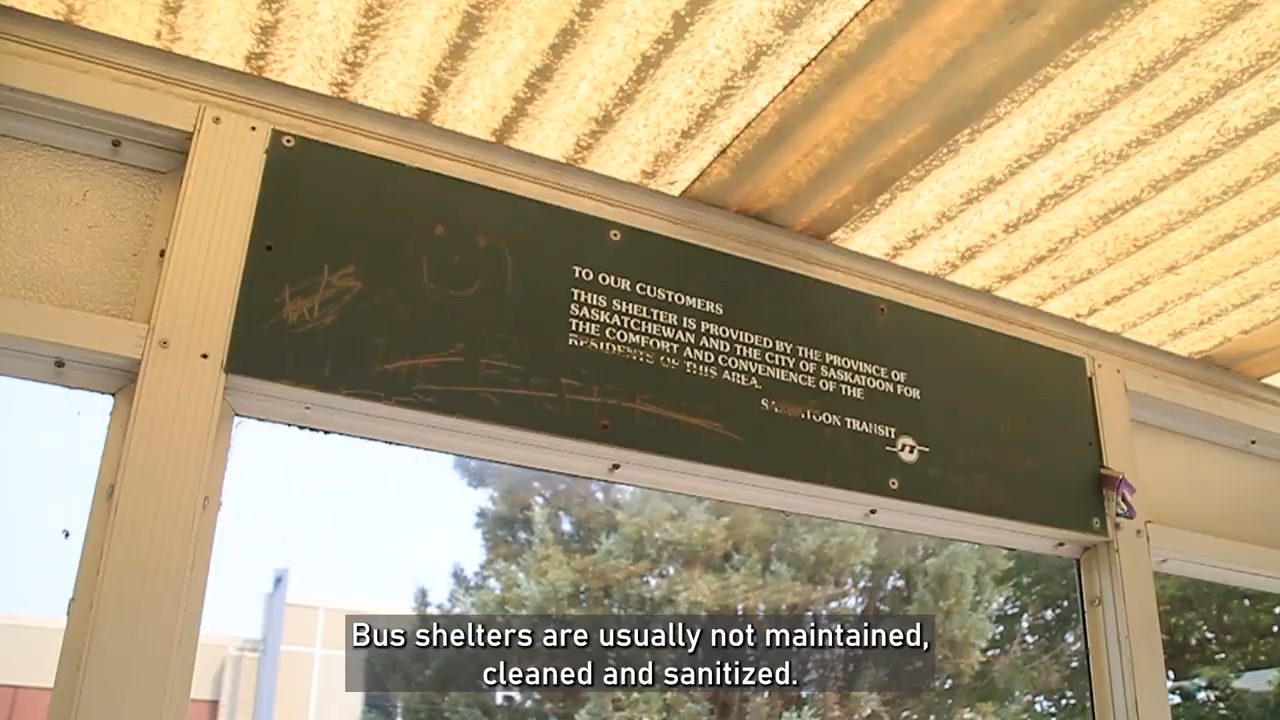 TO OUR CUSTOMERS
THIS SHELTER IS PROVIDED BY THE PROVINCE OF
SASKATCHEWAN AND THE CITY OF SASKATOON FOR
THE COMFORT AND CONVENIENCE OF THE
RESIDENTS OF THIS AREA.
SASKATOON TRANSIT
Bus shelters are usually not maintained,
cleaned and sanitized.